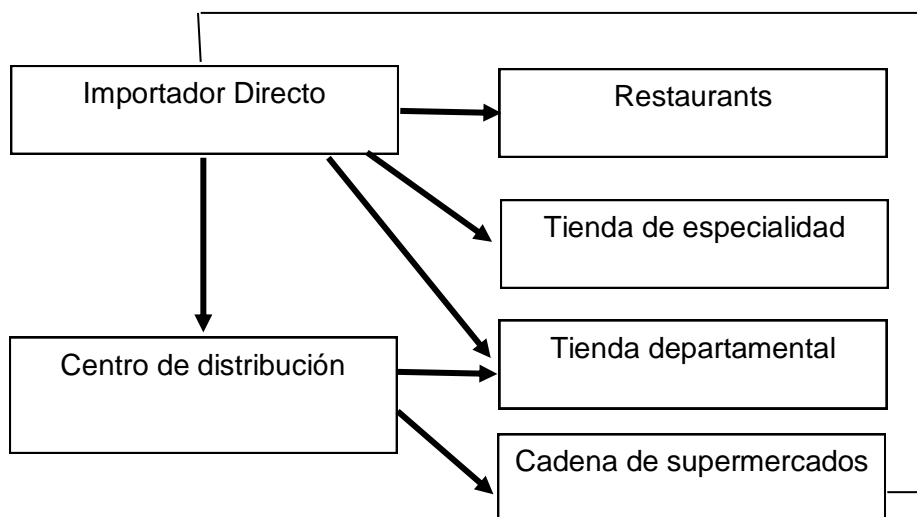 Importador Directo
Restaurants
Tienda de especialidad
Tienda departamental
Centro de distribución
Cadena de supermercados